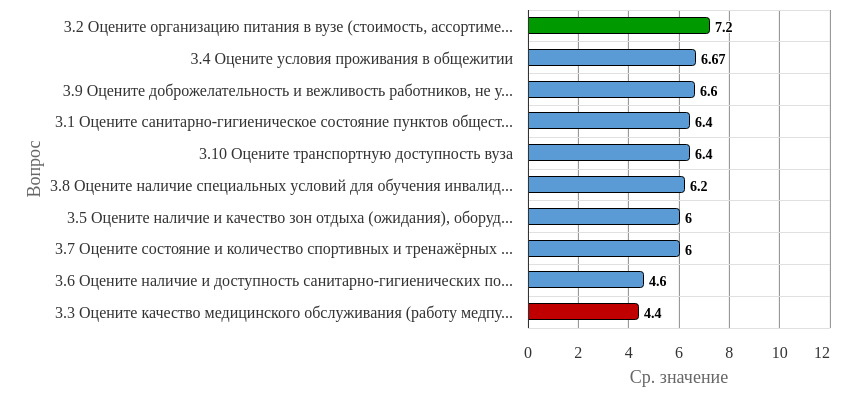 3.2 Оцените организацию питания в вузе (стоимость, ассортиме... 7.2
3.4 Оцените условия проживания в общежитии 6.67
3.9 Оцените доброжелательность и вежливость работников, не у... 6.6
3.1 Оцените санитарно-гигиеническое состояние пунктов общест... 6.4
3.10 Оцените транспортную доступность вуза 6.4
3.8 Оцените наличие специальных условий для обучения инвалид... 6.2
3.5 Оцените наличие и качество зон отдыха (ожидания), оборуд... 6
3.7 Оцените состояние и количество спортивных и тренажёрных ... 6
3.6 Оцените наличие и доступность санитарно-гигиенических по... 4.6
3.3 Оцените качество медицинского обслуживания (работу медпу... 4.4
Вопрос
0 2 4 6 8 10 12
Ср. значение